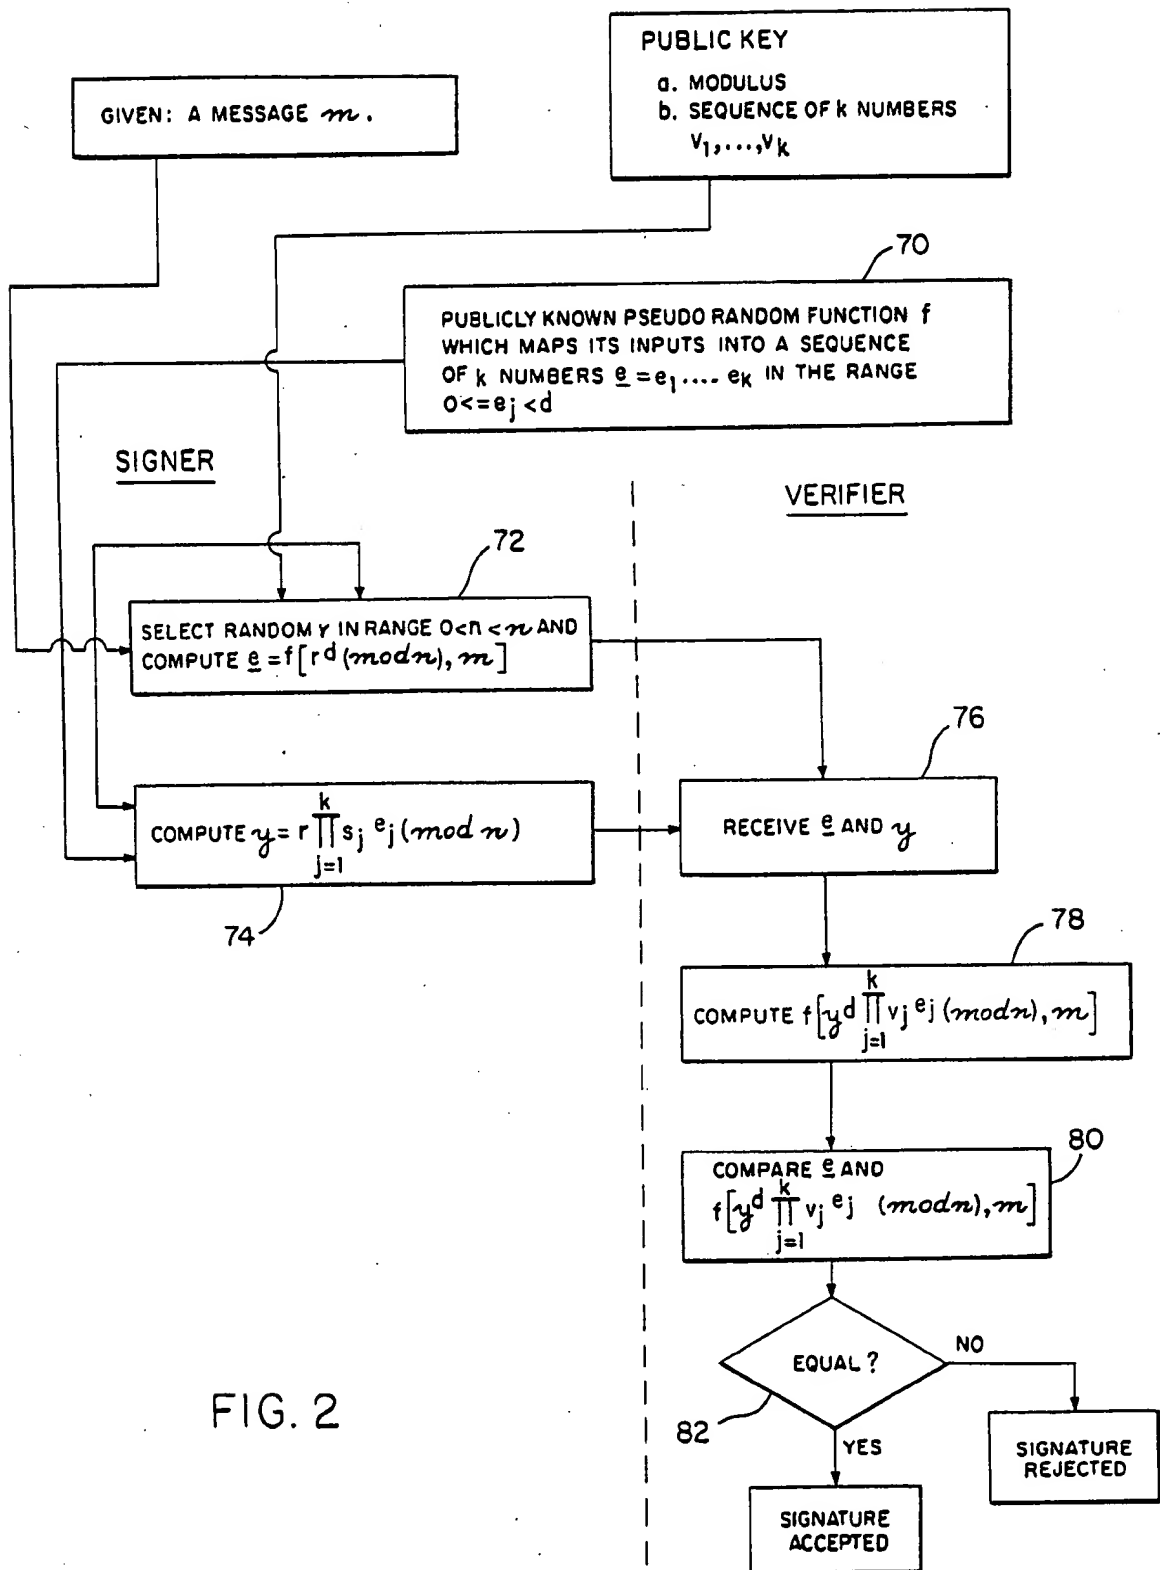 PUBLIC KEY
a. MODULUS
b. SEQUENCE OF k NUMBERS
v1,...,vk
GIVEN: A MESSAGE m.
70
PUBLICLY KNOWN PSEUDO RANDOM FUNCTION f
WHICH MAPS ITS INPUTS INTO A SEQUENCE
OF k NUMBERS e = e1 .... ek IN THE RANGE
0<=ej<d
SIGNER
VERIFIER
72
SELECT RANDOM r IN RANGE 0<n<n AND
COMPUTE e = f[r^d (mod n), m]
76
COMPUTE y = r ∏_{j=1}^{k} sj ej (mod n)
74
RECEIVE e AND y
78
COMPUTE f[y^d ∏_{j=1}^{k} vj ej (mod n), m]
80
COMPARE e AND
f[y^d ∏_{j=1}^{k} vj ej (mod n), m]
EQUAL?
NO
82
YES
SIGNATURE
REJECTED
SIGNATURE
ACCEPTED
FIG. 2